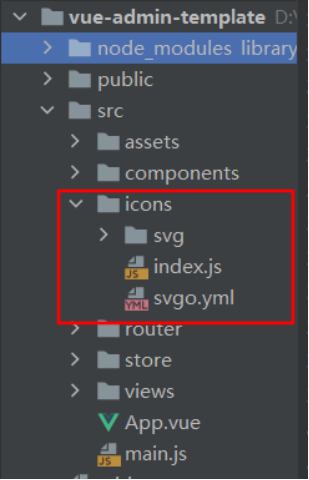 vue-admin-template D:\
node_modules library
public
src
assets
components
icons
svg
JS index.js
YML svgo.yml
router
store
views
App.vue
JS main.js